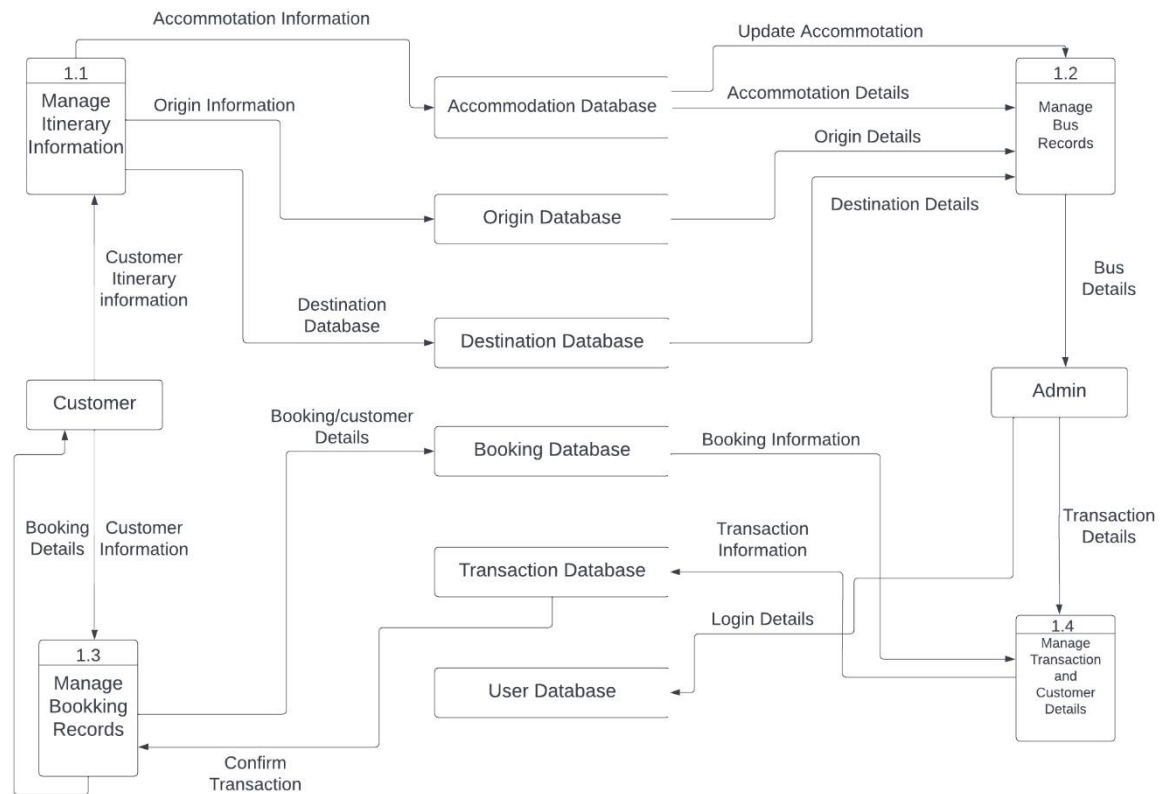 Accommotation Information
1.1
Manage
Itinerary
Information
Origin Information
Accommodation Database
Update Accommotation
Accommotation Details
1.2
Manage
Bus
Records
Origin Details
Origin Database
Destination Details
Customer
Itinerary
information
Destination
Database
Destination Database
Bus
Details
Customer
Admin
Booking/customer
Details
Booking Database
Booking Information
Booking
Details
Customer
Information
Transaction
Information
Transaction
Details
Transaction Database
Login Details
1.3
Manage
Bookking
Records
User Database
1.4
Manage
Transaction
and
Customer
Details
Confirm
Transaction